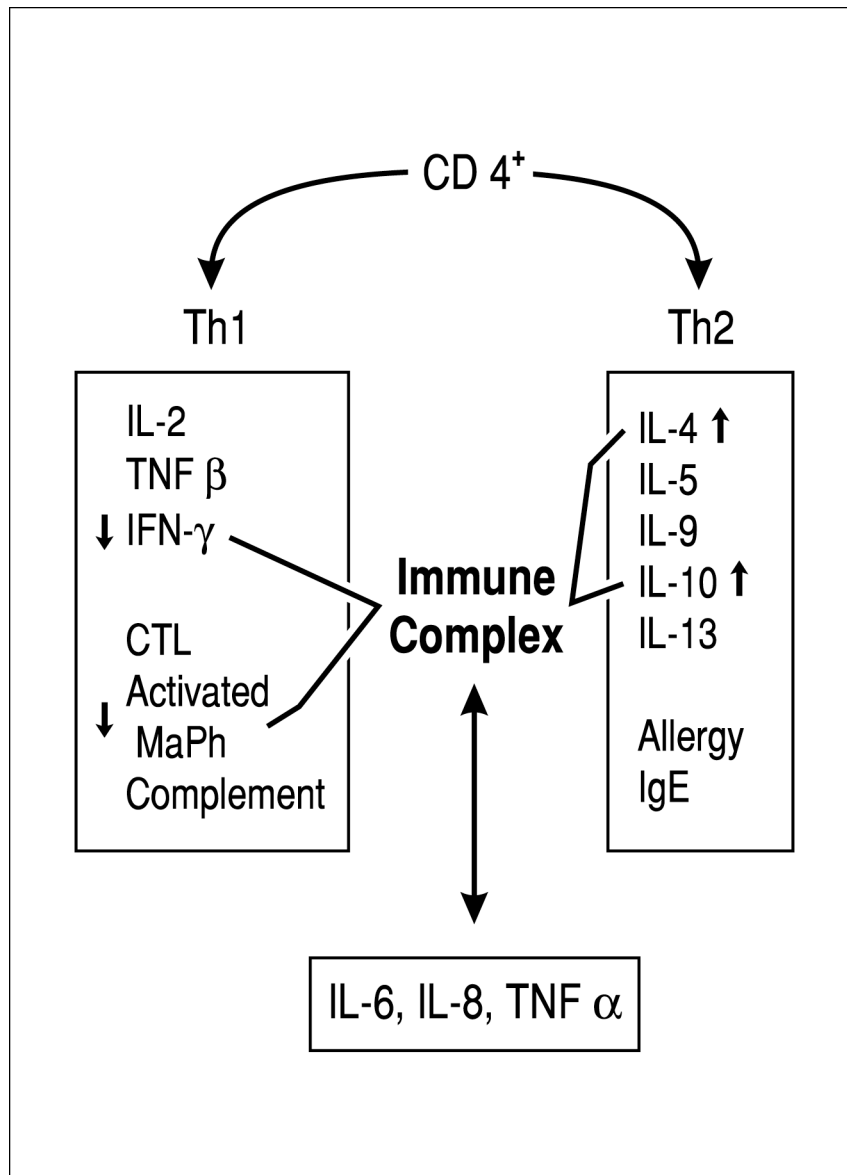 CD 4⁺
Th1
IL-2
TNF β
↓ IFN-γ
CTL
Activated
↓ MaPh
Complement
Immune
Complex
Th2
IL-4 ↑
IL-5
IL-9
IL-10 ↑
IL-13
Allergy
IgE
IL-6, IL-8, TNF α